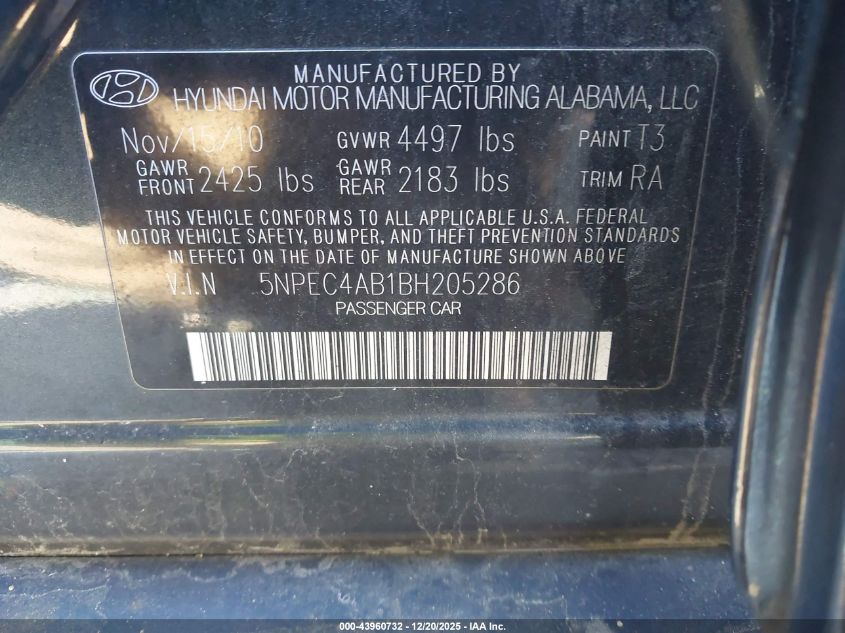 MANUFACTURED BY
HYUNDAI MOTOR MANUFACTURING ALABAMA, LLC
Nov/15/10 GVWR 4497 lbs PAINT T3
GAWR FRONT 2425 lbs GAWR REAR 2183 lbs TRIM RA
THIS VEHICLE CONFORMS TO ALL APPLICABLE U.S.A. FEDERAL
MOTOR VEHICLE SAFETY, BUMPER, AND THEFT PREVENTION STANDARDS
IN EFFECT ON THE DATE OF MANUFACTURE SHOWN ABOVE
V.I.N 5NPEC4AB1BH205286
PASSENGER CAR
000-43960732 - 12/20/2025 - IAA Inc.